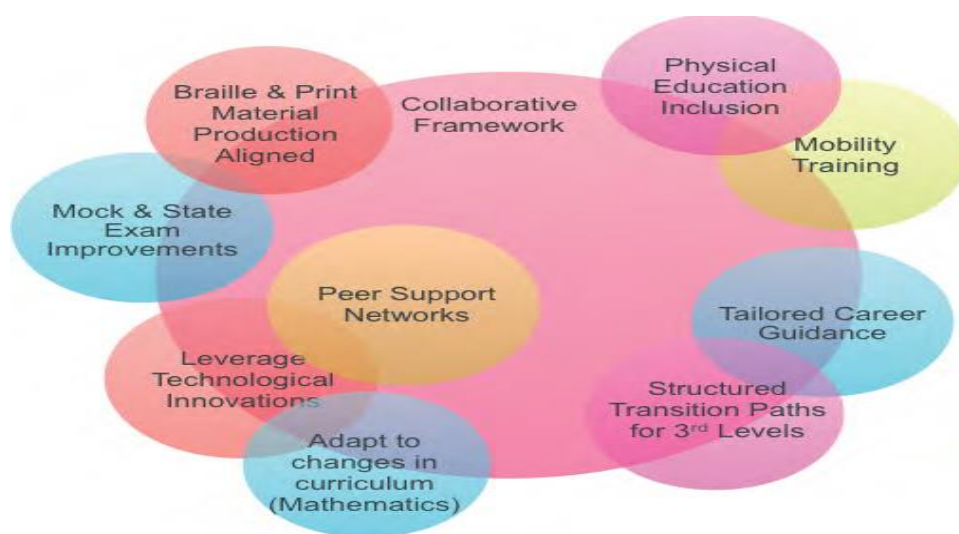 Braille & Print
Material
Production
Aligned
Collaborative
Framework
Physical
Education
Inclusion
Mobility
Training
Mock & State
Exam
Improvements
Peer Support
Networks
Tailored Career
Guidance
Leverage
Technological
Innovations
Structured
Transition Paths
for 3rd Levels
Adapt to
changes in
curriculum
(Mathematics)